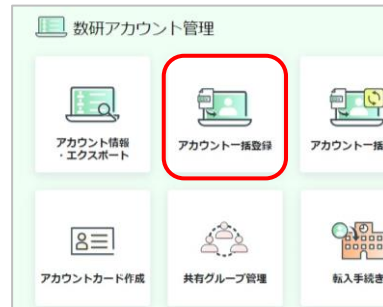 数研アカウント管理
アカウント情報
・エクスポート
アカウント一括登録
アカウント一括
アカウントカード作成
共有グループ管理
転入手続き